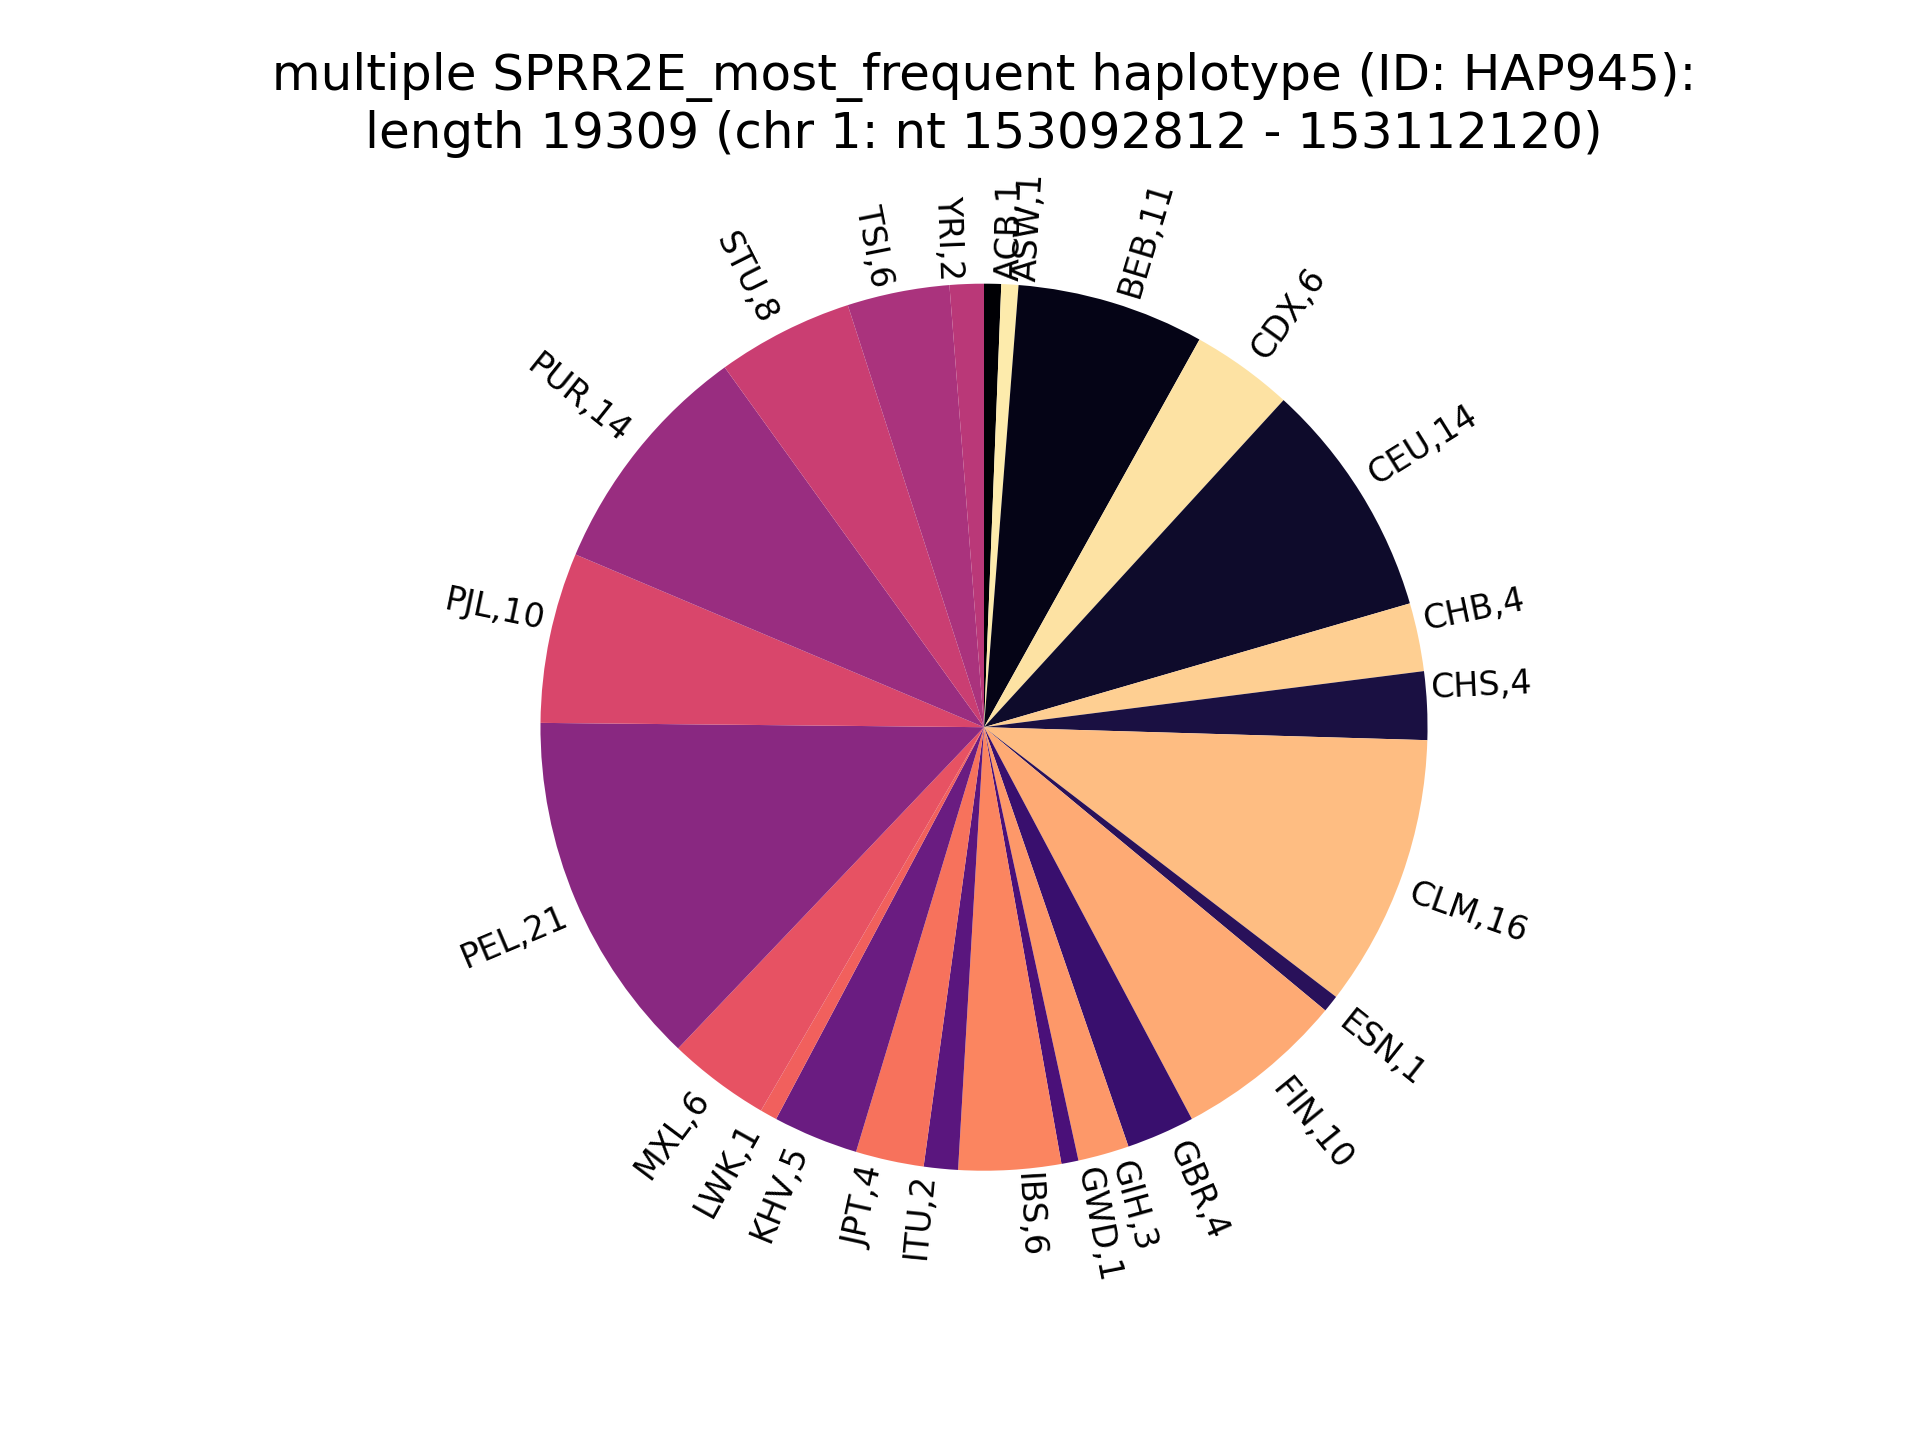 multiple SPRR2E_most_frequent haplotype (ID: HAP945):
length 19309 (chr 1: nt 153092812 - 153112120)
ACB,1
ASW,1
BEB,11
CDX,6
CEU,14
CHB,4
CHS,4
CLM,16
ESN,1
FIN,10
GBR,4
GIH,3
GWD,1
IBS,6
ITU,2
JPT,4
KHV,5
LWK,1
MXL,6
PEL,21
PJL,10
PUR,14
STU,8
TSI,6
YRI,2